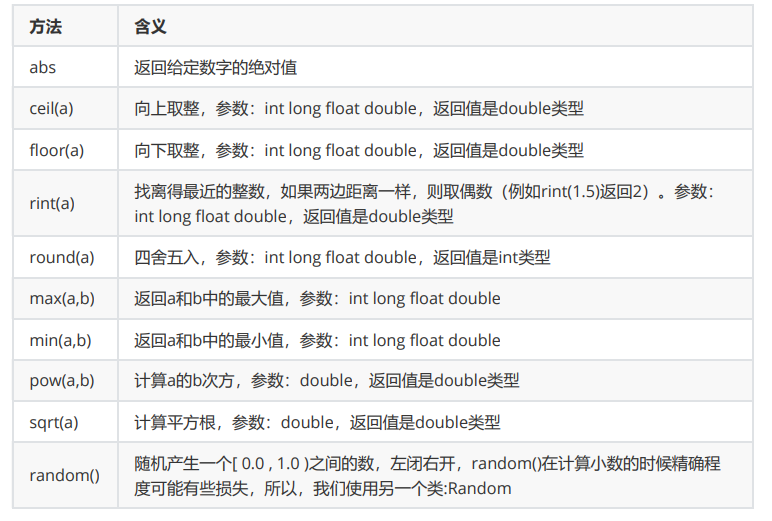 方法 含义
abs 返回给定数字的绝对值
ceil(a) 向上取整，参数：int long float double，返回值是double类型
floor(a) 向下取整，参数：int long float double，返回值是double类型
rint(a) 找离得最近的整数，如果两边距离一样，则取偶数（例如rint(1.5)返回2）。参数：
int long float double，返回值是double类型
round(a) 四舍五入，参数：int long float double，返回值是int类型
max(a,b) 返回a和b中的最大值，参数：int long float double
min(a,b) 返回a和b中的最小值，参数：int long float double
pow(a,b) 计算a的b次方，参数：double，返回值是double类型
sqrt(a) 计算平方根，参数：double，返回值是double类型
random() 随机产生一个[ 0.0 , 1.0 )之间的数，左闭右开，random()在计算小数的时候精确程
度可能有些损失，所以，我们使用另一个类:Random